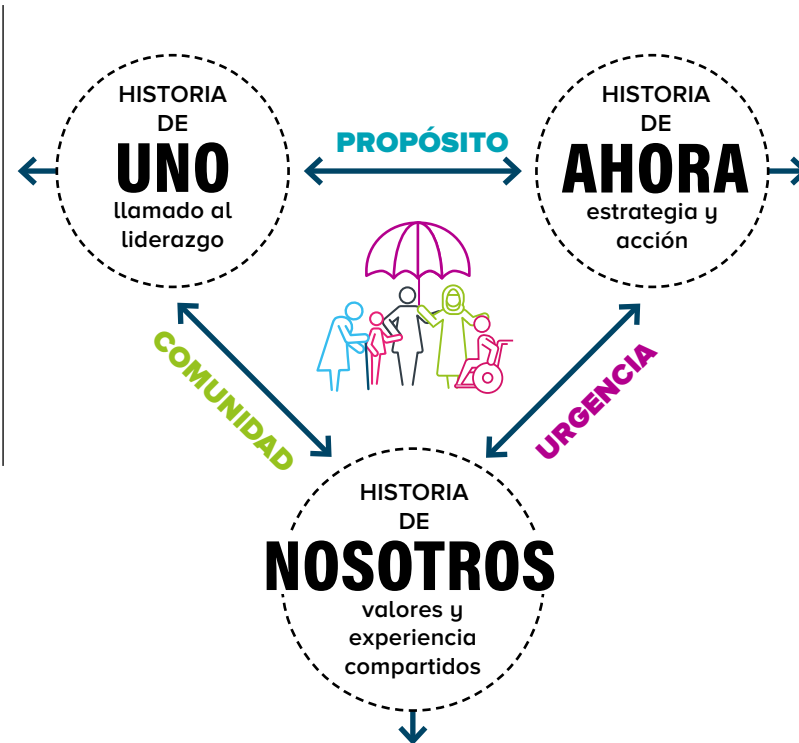 HISTORIA
DE
UNO
llamado al
liderazgo
PROPÓSITO
HISTORIA
DE
AHORA
estrategia y
acción
COMUNIDAD
URGENCIA
HISTORIA
DE
NOSOTROS
valores y
experiencia
compartidos